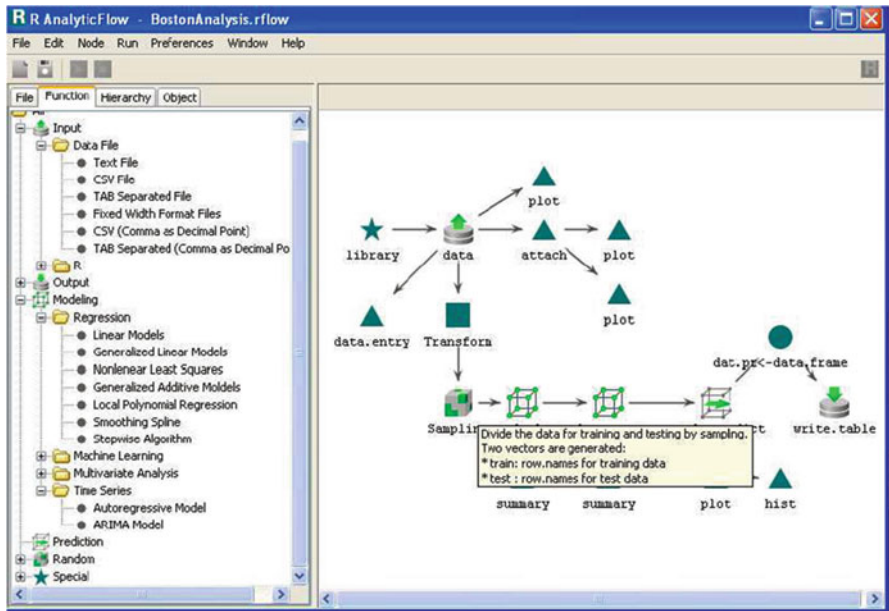 R R AnalyticFlow - BostonAnalysis.rflow
File Edit Node Run Preferences Window Help
R
File Function Hierarchy Object
Input
Data File
Text File
CSV File
TAB Separated File
Fixed Width Format Files
CSV (Comma as Decimal Point)
TAB Separated (Comma as Decimal Po
R
Output
Modeling
Regression
Linear Models
Generalized Linear Models
Nonlenear Least Squares
Generalized Additive Moldels
Local Polynomial Regression
Smoothing Spline
Stepwise Algorithm
Machine Learning
Multivariate Analysis
Time Series
Autoregressive Model
ARIMA Model
Prediction
Random
Special
plot
library data attach plot
plot
data.entry Transform
dat.pr<-data.frame
Samplin write.table
Divide the data for training and testing by sampling.
Two vectors are generated:
* train: row.names for training data
* test : row.names for test data
summary summary plot hist